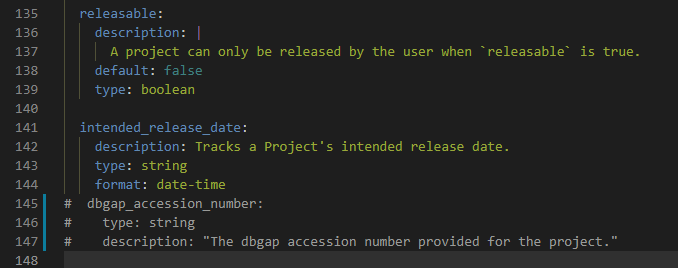 135 releasable:
136 description: |
137 A project can only be released by the user when `releasable` is true.
138 default: false
139 type: boolean
140
141 intended_release_date:
142 description: Tracks a Project's intended release date.
143 type: string
144 format: date-time
145 # dbgap_accession_number:
146 # type: string
147 # description: "The dbgap accession number provided for the project."
148